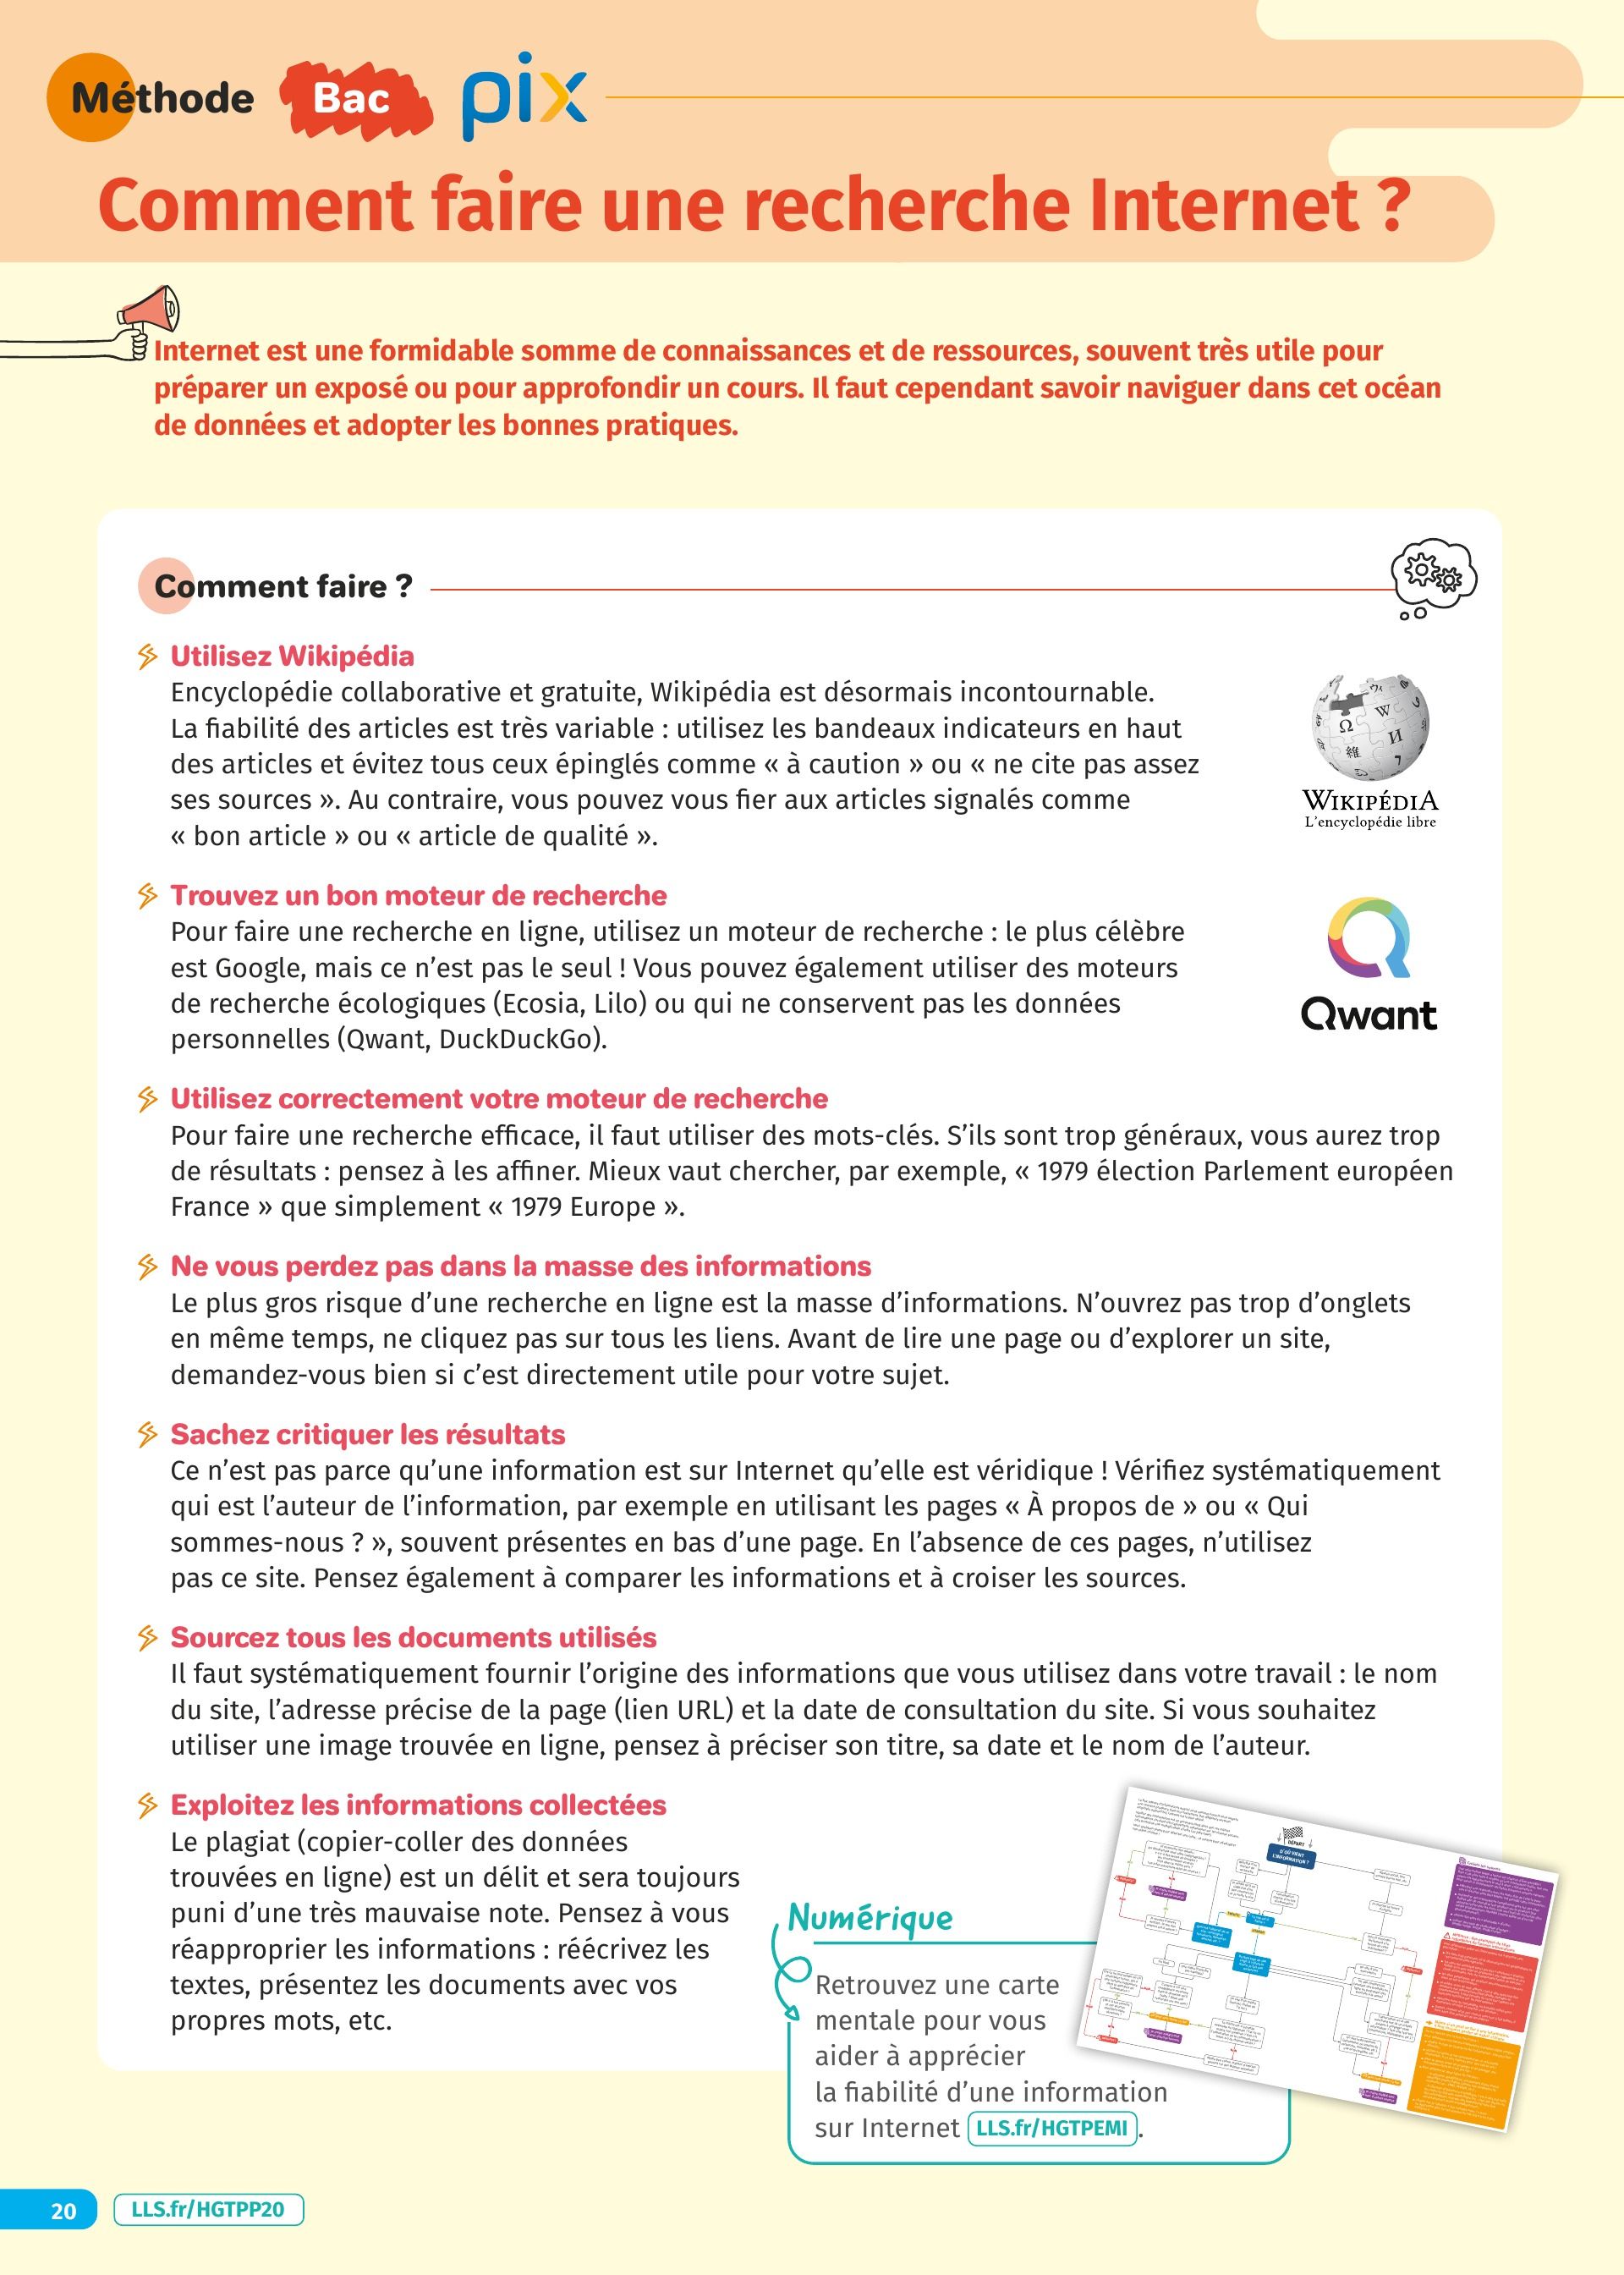 Méthode Bac pix
Comment faire une recherche Internet ?
Internet est une formidable somme de connaissances et de ressources, souvent très utile pour
préparer un exposé ou pour approfondir un cours. Il faut cependant savoir naviguer dans cet océan
de données et adopter les bonnes pratiques.
Comment faire ?
Utilisez Wikipédia
Encyclopédie collaborative et gratuite, Wikipédia est désormais incontournable.
La fiabilité des articles est très variable : utilisez les bandeaux indicateurs en haut
des articles et évitez tous ceux épinglés comme « à caution » ou « ne cite pas assez
ses sources ». Au contraire, vous pouvez vous fier aux articles signalés comme
« bon article » ou « article de qualité ».
WIKIPÉDIA
L'encyclopédie libre
Trouvez un bon moteur de recherche
Pour faire une recherche en ligne, utilisez un moteur de recherche : le plus célèbre
est Google, mais ce n'est pas le seul ! Vous pouvez également utiliser des moteurs
de recherche écologiques (Ecosia, Lilo) ou qui ne conservent pas les données
personnelles (Qwant, DuckDuckGo).
Qwant
Utilisez correctement votre moteur de recherche
Pour faire une recherche efficace, il faut utiliser des mots-clés. S'ils sont trop généraux, vous aurez trop
de résultats : pensez à les affiner. Mieux vaut chercher, par exemple, « 1979 élection Parlement européen
France » que simplement « 1979 Europe ».
Ne vous perdez pas dans la masse des informations
Le plus gros risque d'une recherche en ligne est la masse d'informations. N'ouvrez pas trop d'onglets
en même temps, ne cliquez pas sur tous les liens. Avant de lire une page ou d'explorer un site,
demandez-vous bien si c'est directement utile pour votre sujet.
Sachez critiquer les résultats
Ce n'est pas parce qu'une information est sur Internet qu'elle est véridique ! Vérifiez systématiquement
qui est l'auteur de l'information, par exemple en utilisant les pages « À propos de » ou « Qui
sommes-nous ? », souvent présentes en bas d'une page. En l'absence de ces pages, n'utilisez
pas ce site. Pensez également à comparer les informations et à croiser les sources.
Sourcez tous les documents utilisés
Il faut systématiquement fournir l'origine des informations que vous utilisez dans votre travail : le nom
du site, l'adresse précise de la page (lien URL) et la date de consultation du site. Si vous souhaitez
utiliser une image trouvée en ligne, pensez à préciser son titre, sa date et le nom de l'auteur.
Exploitez les informations collectées
Le plagiat (copier-coller des données
trouvées en ligne) est un délit et sera toujours
puni d'une très mauvaise note. Pensez à vous
réapproprier les informations : réécrivez les
textes, présentez les documents avec vos
propres mots, etc.
Numérique
Retrouvez une carte
mentale pour vous
aider à apprécier
la fiabilité d'une information
sur Internet LLS.fr/HGTPEMI .
DÉPART
D'OÙ VIENT
L'INFORMATION ?
20 LLS.fr/HGTPP20